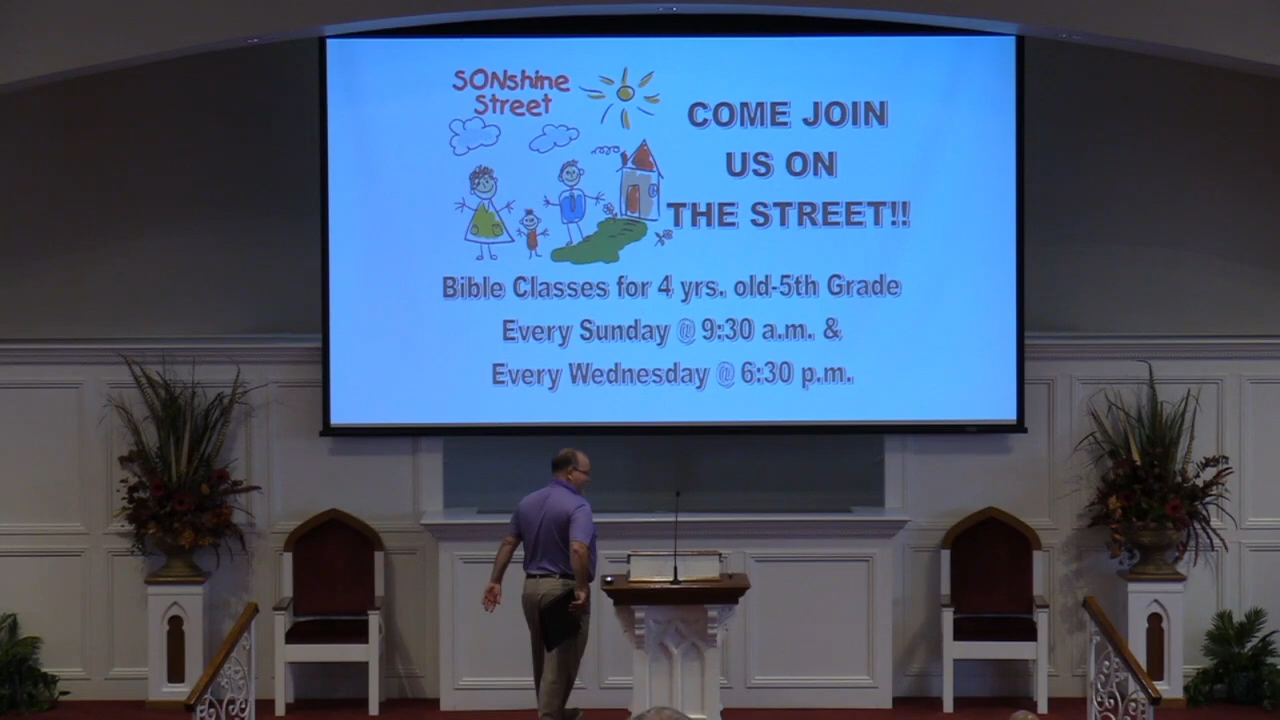 SONshine
Street
COME JOIN
US ON
THE STREET!!
Bible Classes for 4 yrs. old-5th Grade
Every Sunday @ 9:30 a.m. &
Every Wednesday @ 6:30 p.m.